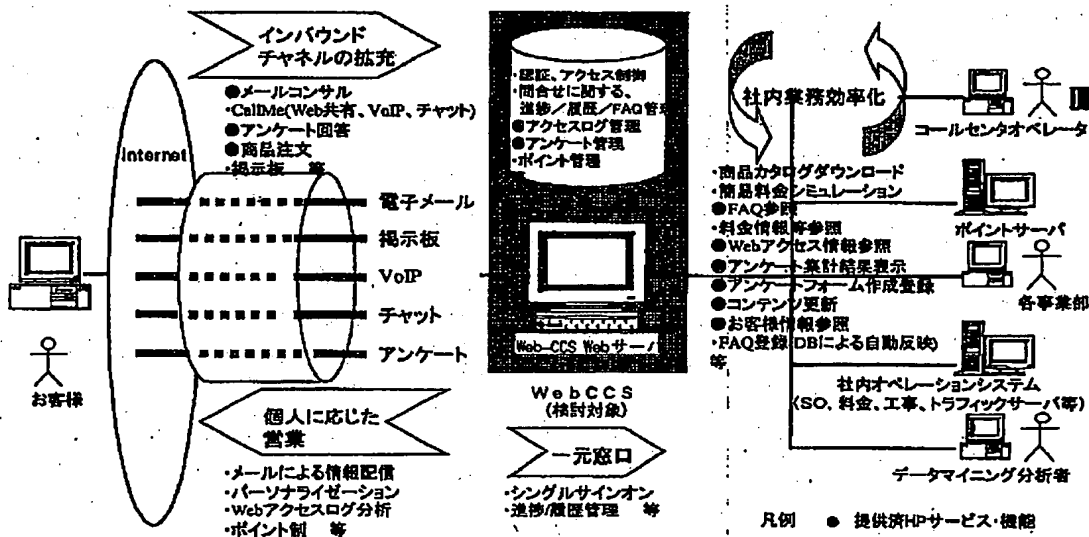 インバウンド
チャネルの拡充
●メールコンサル
・CallMe(Web共有、VoIP、チャット)
●アンケート回答
●商品注文
・掲示板 等
Internet
電子メール
掲示板
VoIP
チャット
アンケート
お客様
個人に応じた
営業
・メールによる情報配信
・パーソナライゼーション
・Webアクセスログ分析
・ポイント制 等
・認証、アクセス制御
・問合せに関する、
進捗／履歴／FAQ管理
●アクセスログ管理
●アンケート管理
・ポイント管理
Web-CCS Webサーバ
WebCCS
(検討対象)
一元窓口
・シングルサインオン
・進捗/履歴管理 等
社内業務効率化
・商品カタログダウンロード
・簡易料金シミュレーション
●FAQ参照
・料金情報等参照
●Webアクセス情報参照
●アンケート集計結果表示
●アンケートフォーム作成登録
●コンテンツ更新
●お客様情報参照
・FAQ登録(DBによる自動反映)
等
コールセンタオペレータ
ポイントサーバ
各事業部
社内オペレーションシステム
(SO、料金、工事、トラフィックサーバ等)
データマイニング分析者
凡例 ● 提供済HPサービス・機能